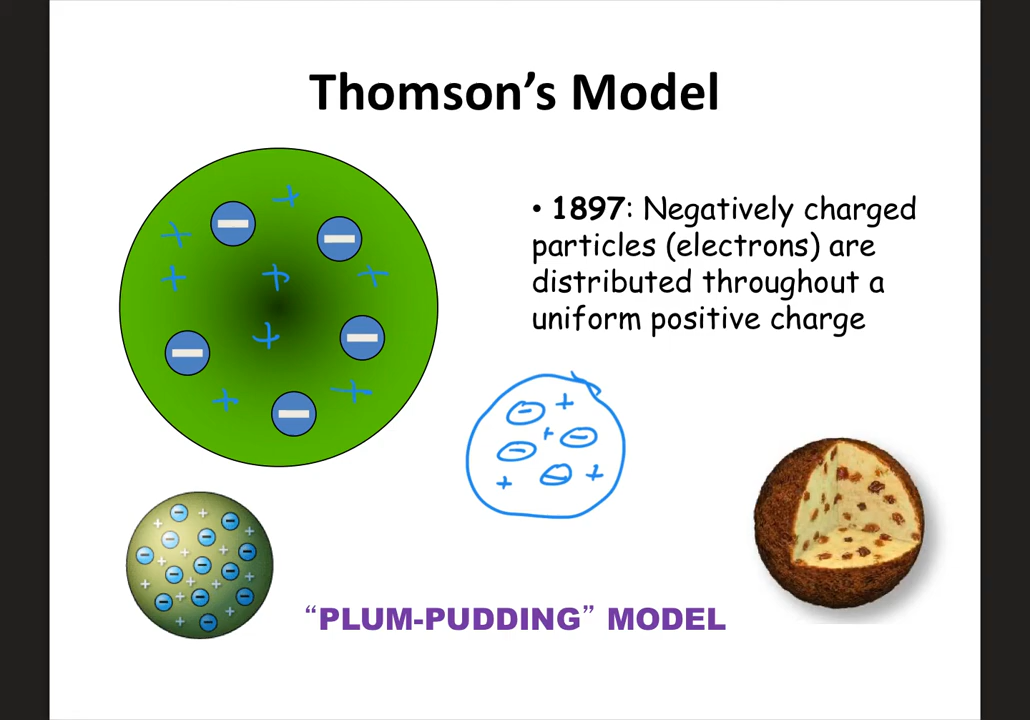 Thomson’s Model
• 1897: Negatively charged
particles (electrons) are
distributed throughout a
uniform positive charge
“PLUM-PUDDING” MODEL